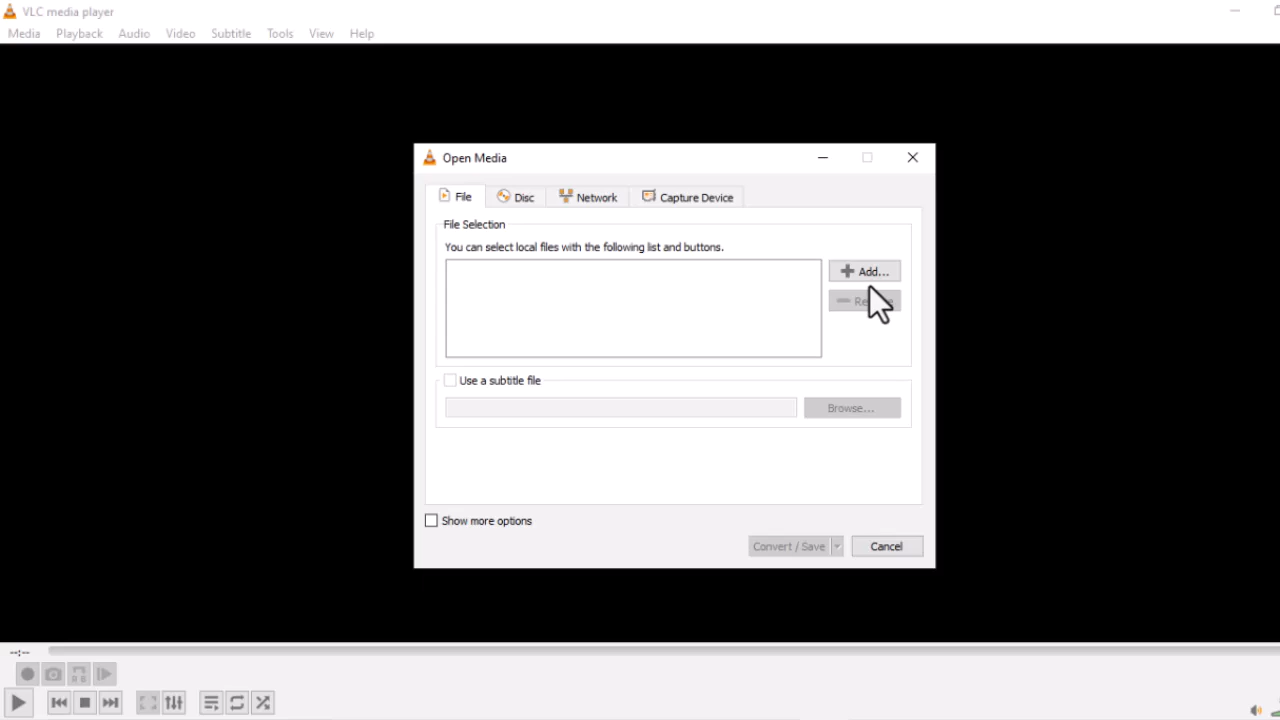 VLC media player
Media Playback Audio Video Subtitle Tools View Help
Open Media
File Disc Network Capture Device
File Selection
You can select local files with the following list and buttons.
Add...
Use a subtitle file
Browse...
Show more options
Convert / Save Cancel
--:--